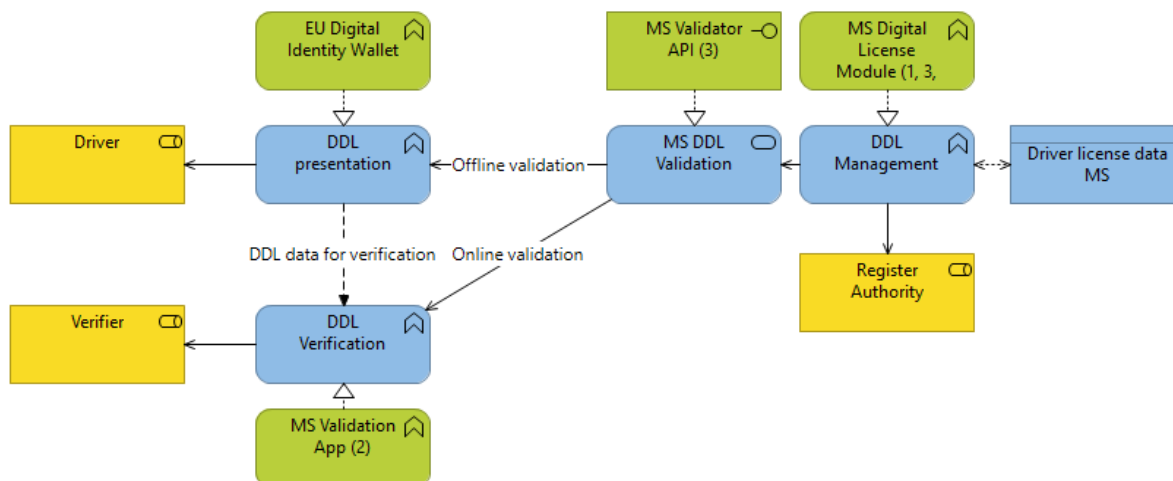 EU Digital
Identity Wallet
MS Validator
API (3)
MS Digital
License
Module (1, 3,
Driver
DDL
presentation
Offline validation
MS DDL
Validation
DDL
Management
Driver license data
MS
DDL data for verification
Online validation
Register
Authority
Verifier
DDL
Verification
MS Validation
App (2)